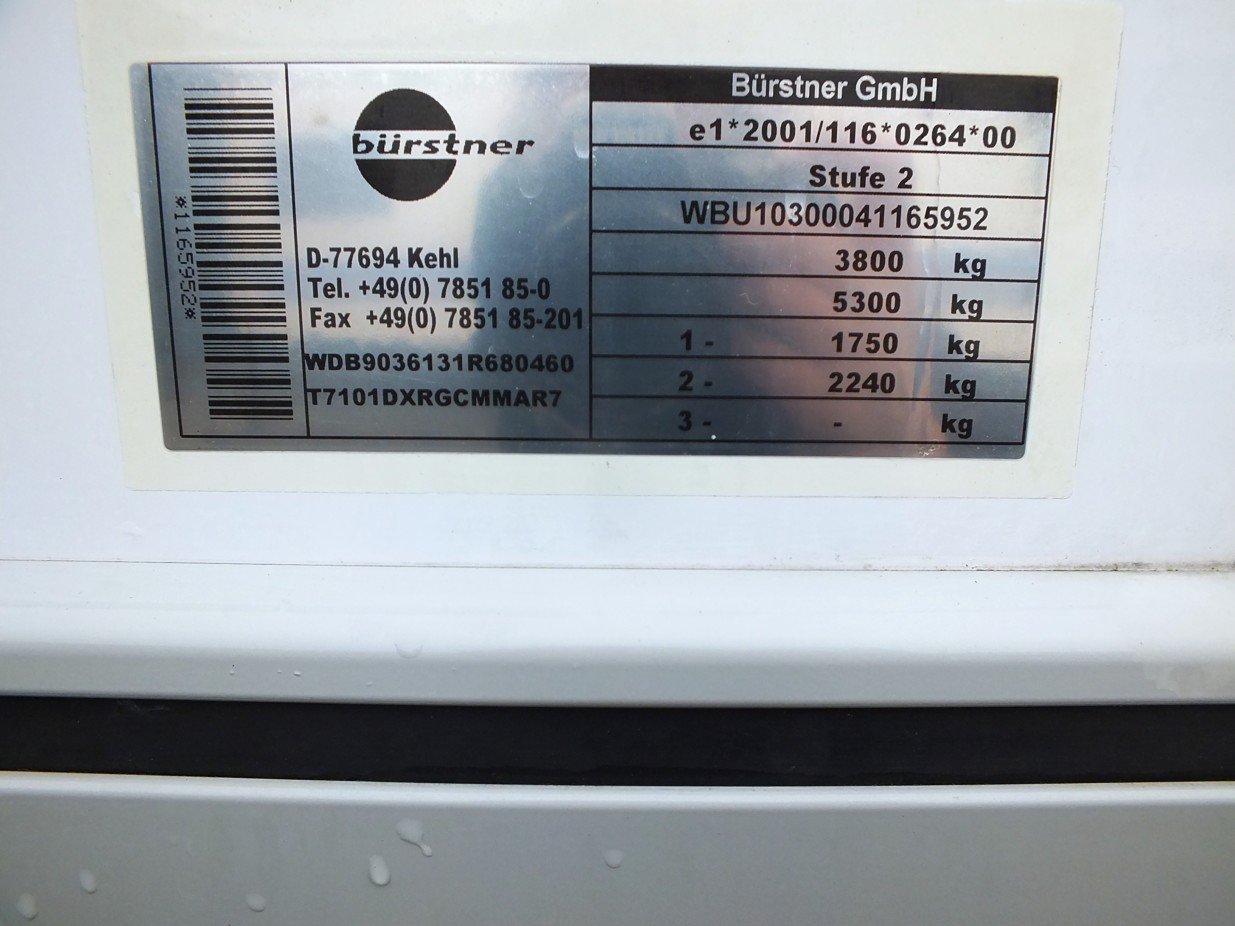 *1165952*
bürstner
D-77694 Kehl
Tel. +49(0) 7851 85-0
Fax +49(0) 7851 85-201
WDB9036131R680460
T7101DXRGCMMAR7
Bürstner GmbH
e1*2001/116*0264*00
Stufe 2
WBU10300041165952
3800 kg
5300 kg
1 - 1750 kg
2 - 2240 kg
3 - - kg